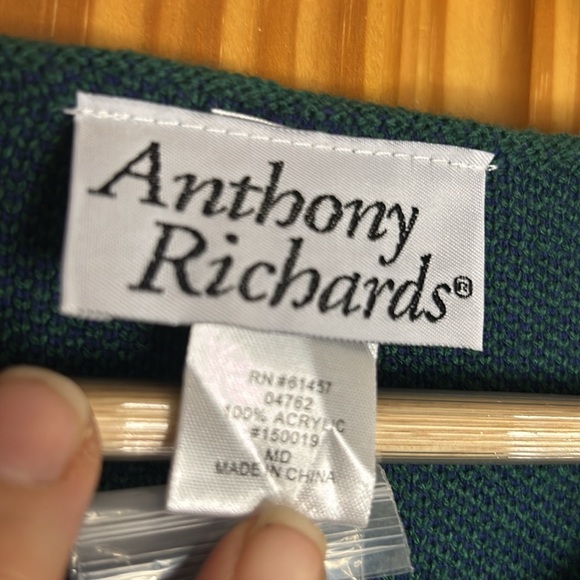 Anthony
Richards®
RN #61457
04762
100% ACRYLIC
#150019
MD
MADE IN CHINA